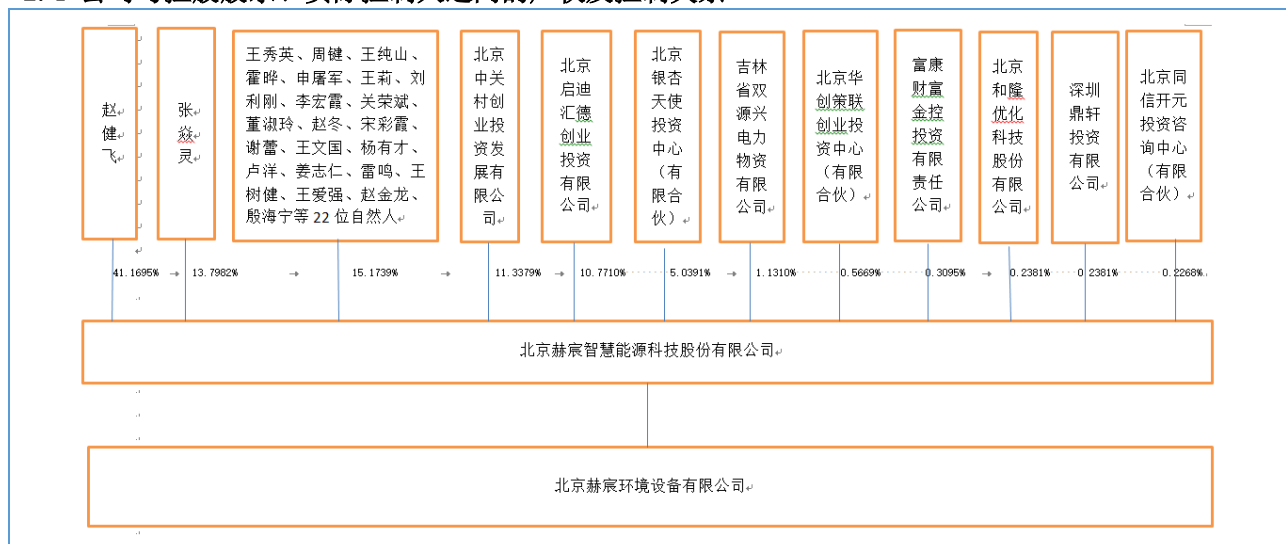 赵
健
飞
张
焱
灵
王秀英、周键、王纯山、
霍晔、申屠军、王莉、刘
利刚、李宏霞、关荣斌、
董淑玲、赵冬、宋彩霞、
谢蕾、王文国、杨有才、
卢洋、姜志仁、雷鸣、王
树健、王爱强、赵金龙、
殷海宁等 22 位自然人
北京
中关
村创
业投
资发
展有
限公
司
北京
启迪
汇德
创业
投资
有限
公司
北京
银杏
天使
投资
中心
（有
限合
伙）
吉林
省双
源兴
电力
物资
有限
公司
北京华
创策联
创业投
资中心
（有限
合伙）
富康
财富
金控
投资
有限
责任
公司
北京
和隆
优化
科技
股份
有限
公司
深圳
鼎轩
投资
有限
公司
北京同
信开元
投资咨
询中心
（有限
合伙）
41.1695% 13.7982% 15.1739% 11.3379% 10.7710% 5.0391% 1.1310% 0.5669% 0.3095% 0.2381% 0.2381% 0.2268%
北京赫宸智慧能源科技股份有限公司
北京赫宸环境设备有限公司